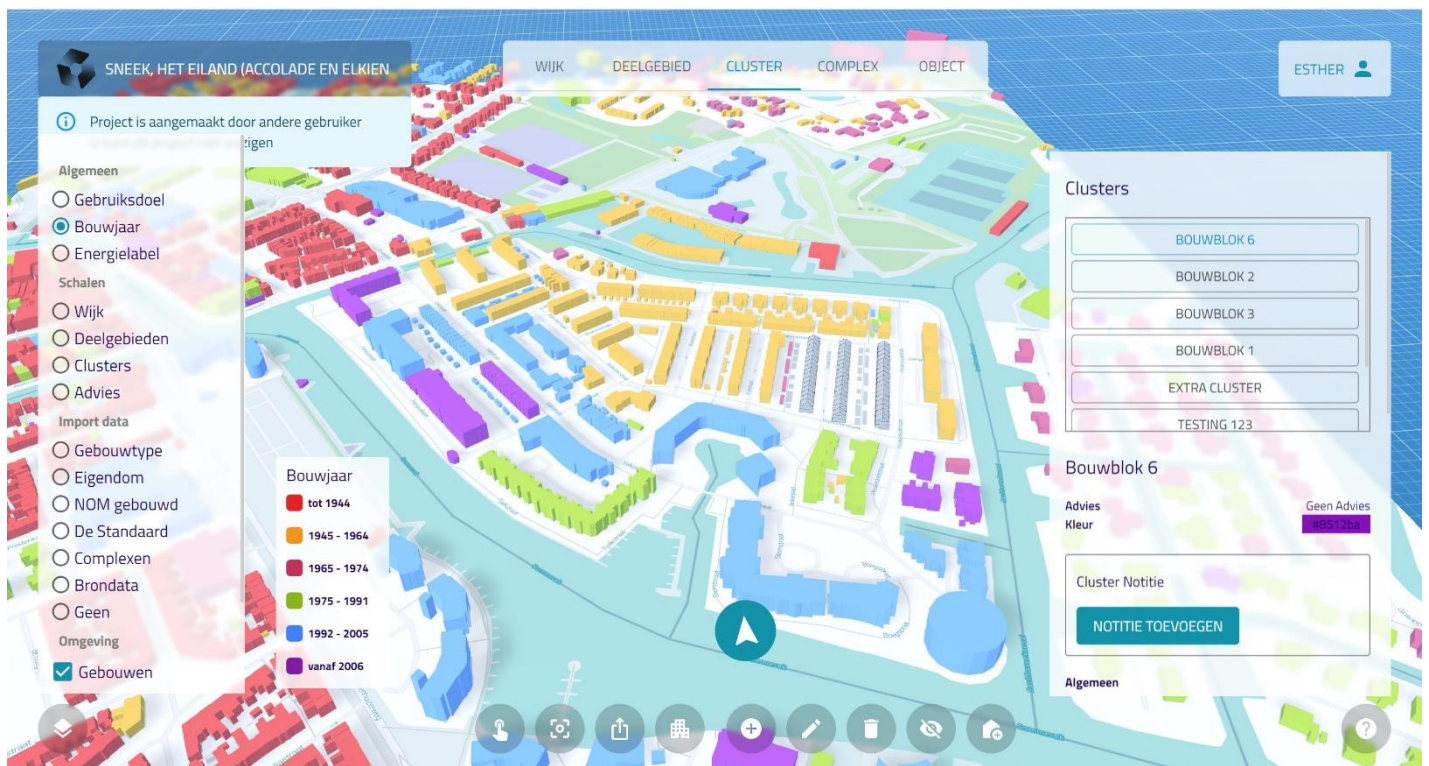 SNEEK, HET EILAND (ACCOLADE EN ELKIEN
WIJK
DEELGEBIED
CLUSTER
COMPLEX
OBJECT
ESTHER
Project is aangemaakt door andere gebruiker
Algemeen
Gebruiksdoel
Bouwjaar
Energielabel
Schalen
Wijk
Deelgebieden
Clusters
Advies
Import data
Gebouwtype
Eigendom
NOM gebouwd
De Standaard
Complexen
Brondata
Geen
Omgeving
Gebouwen
Bouwjaar
tot 1944
1945 - 1964
1965 - 1974
1975 - 1991
1992 - 2005
vanaf 2006
Clusters
BOUWBLOK 6
BOUWBLOK 2
BOUWBLOK 3
BOUWBLOK 1
EXTRA CLUSTER
TESTING 123
Bouwblok 6
Advies Geen Advies
Kleur #8512ba
Cluster Notitie
NOTITIE TOEVOEGEN
Algemeen
?